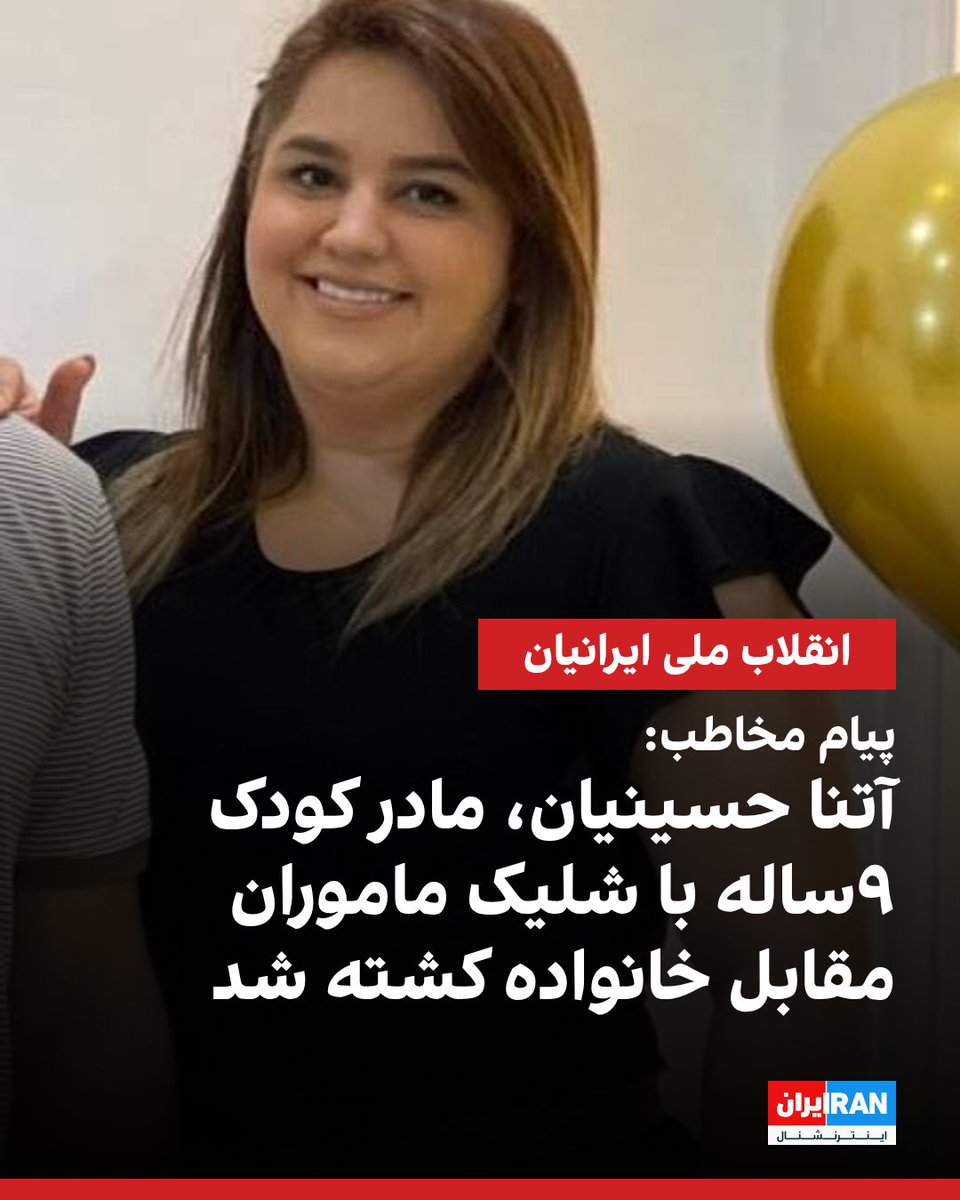 انقلاب ملی ایرانیان
پیام مخاطب:
آتنا حسینیان، مادر کودک
۹ساله با شلیک ماموران
مقابل خانواده کشته شد
ایران IRAN
اینترنشنال